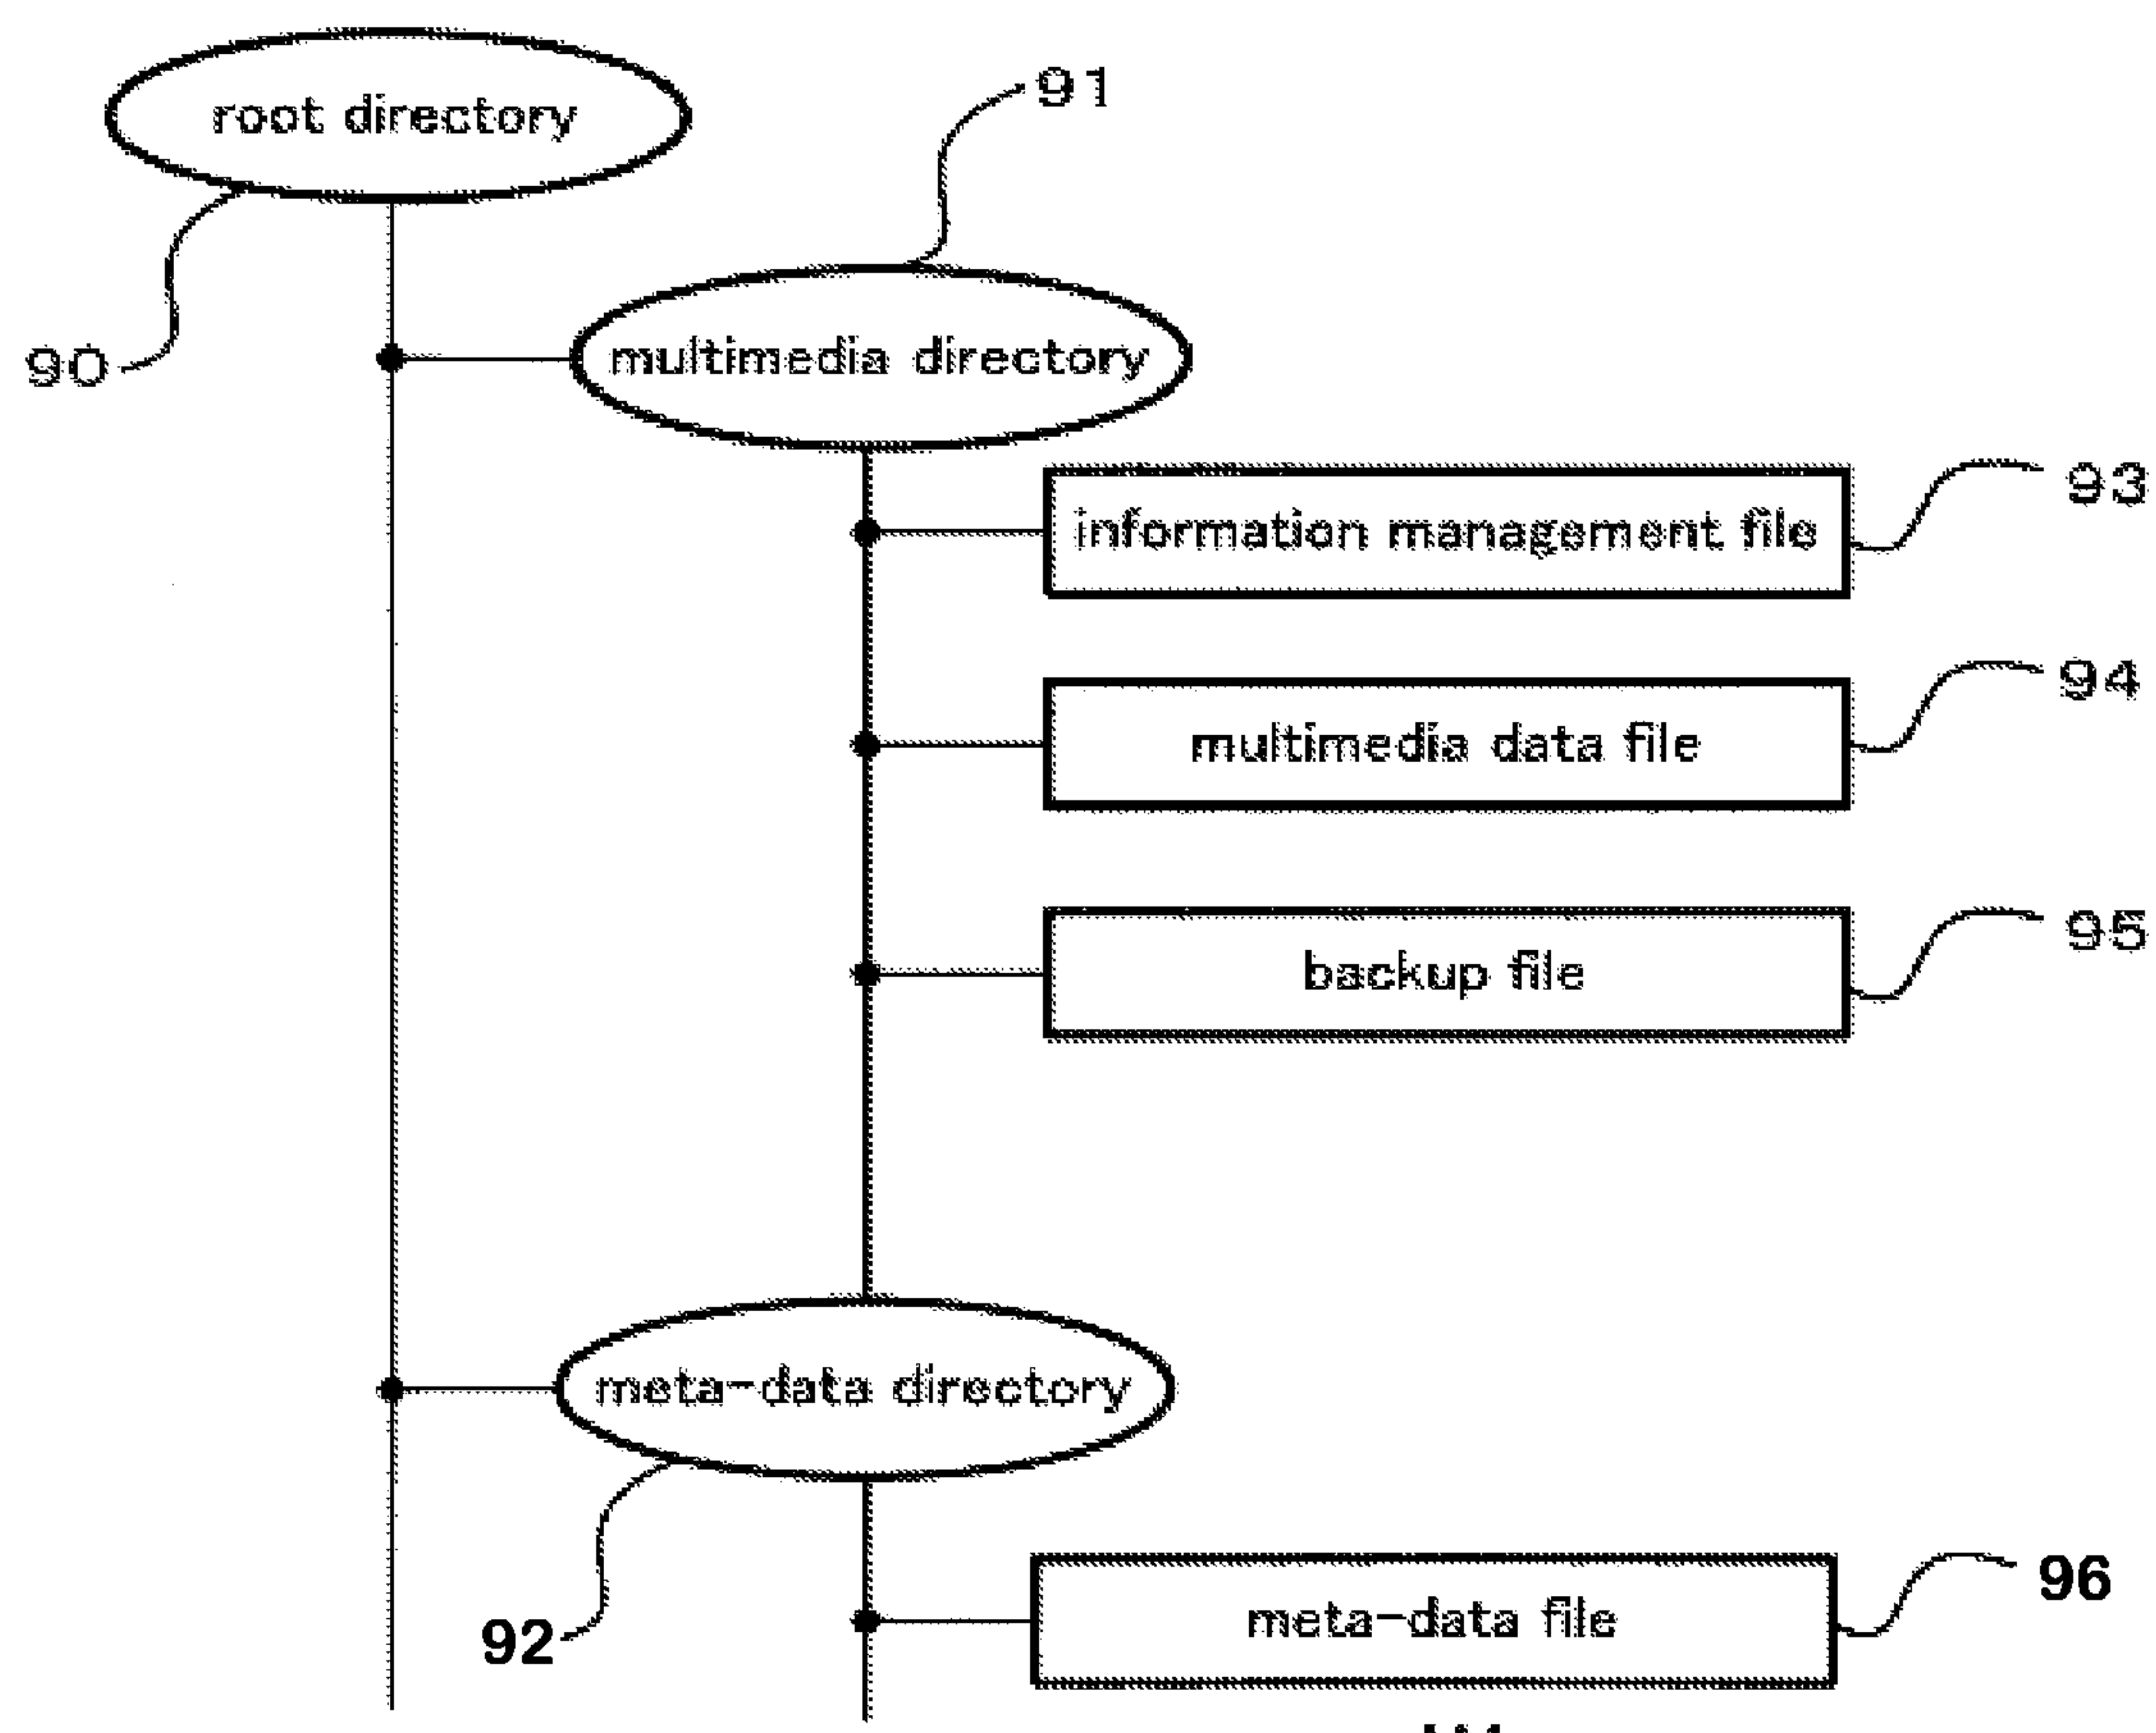 root directory
91
90
multimedia directory
information management file
93
multimedia data file
94
backup file
95
meta-data directory
92
meta-data file
96